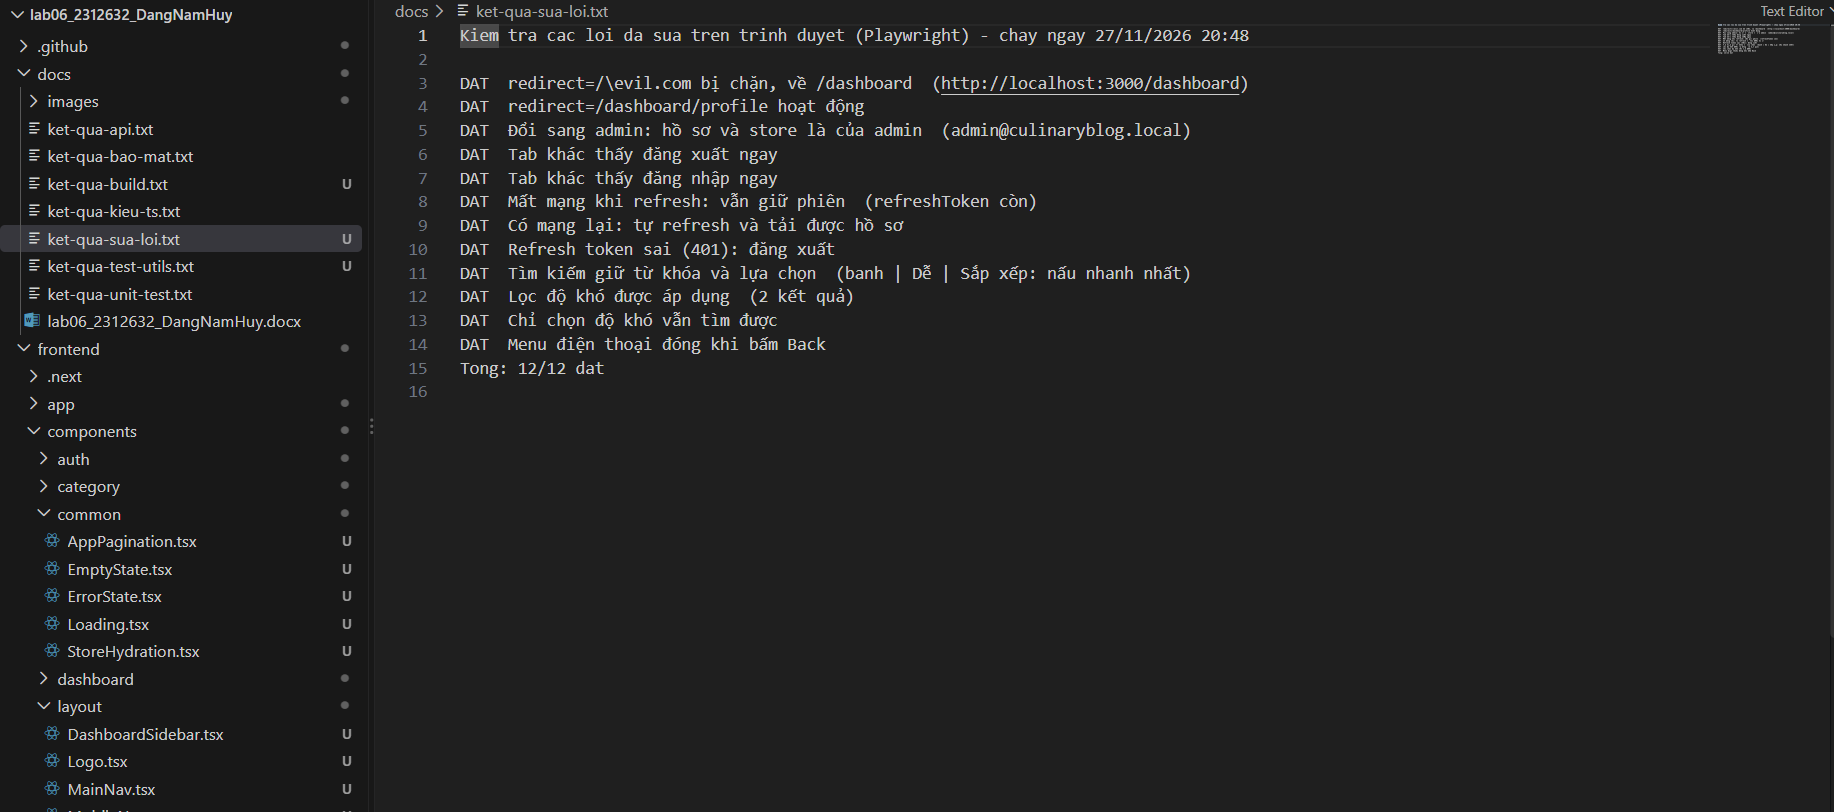 lab06_2312632_DangNamHuy
.github
docs
images
ket-qua-api.txt
ket-qua-bao-mat.txt
ket-qua-build.txt U
ket-qua-kieu-ts.txt
ket-qua-sua-loi.txt U
ket-qua-test-utils.txt U
ket-qua-unit-test.txt
lab06_2312632_DangNamHuy.docx
frontend
.next
app
components
auth
category
common
AppPagination.tsx U
EmptyState.tsx U
ErrorState.tsx U
Loading.tsx U
StoreHydration.tsx U
dashboard
layout
DashboardSidebar.tsx U
Logo.tsx U
MainNav.tsx U
docs > ket-qua-sua-loi.txt
Text Editor
1 Kiem tra cac loi da sua tren trinh duyet (Playwright) - chay ngay 27/11/2026 20:48
2
3 DAT redirect=/\evil.com bị chặn, về /dashboard (http://localhost:3000/dashboard)
4 DAT redirect=/dashboard/profile hoạt động
5 DAT Đổi sang admin: hồ sơ và store là của admin (admin@culinaryblog.local)
6 DAT Tab khác thấy đăng xuất ngay
7 DAT Tab khác thấy đăng nhập ngay
8 DAT Mất mạng khi refresh: vẫn giữ phiên (refreshToken còn)
9 DAT Có mạng lại: tự refresh và tải được hồ sơ
10 DAT Refresh token sai (401): đăng xuất
11 DAT Tìm kiếm giữ từ khóa và lựa chọn (banh | Dễ | Sắp xếp: nấu nhanh nhất)
12 DAT Lọc độ khó được áp dụng (2 kết quả)
13 DAT Chỉ chọn độ khó vẫn tìm được
14 DAT Menu điện thoại đóng khi bấm Back
15 Tong: 12/12 dat
16